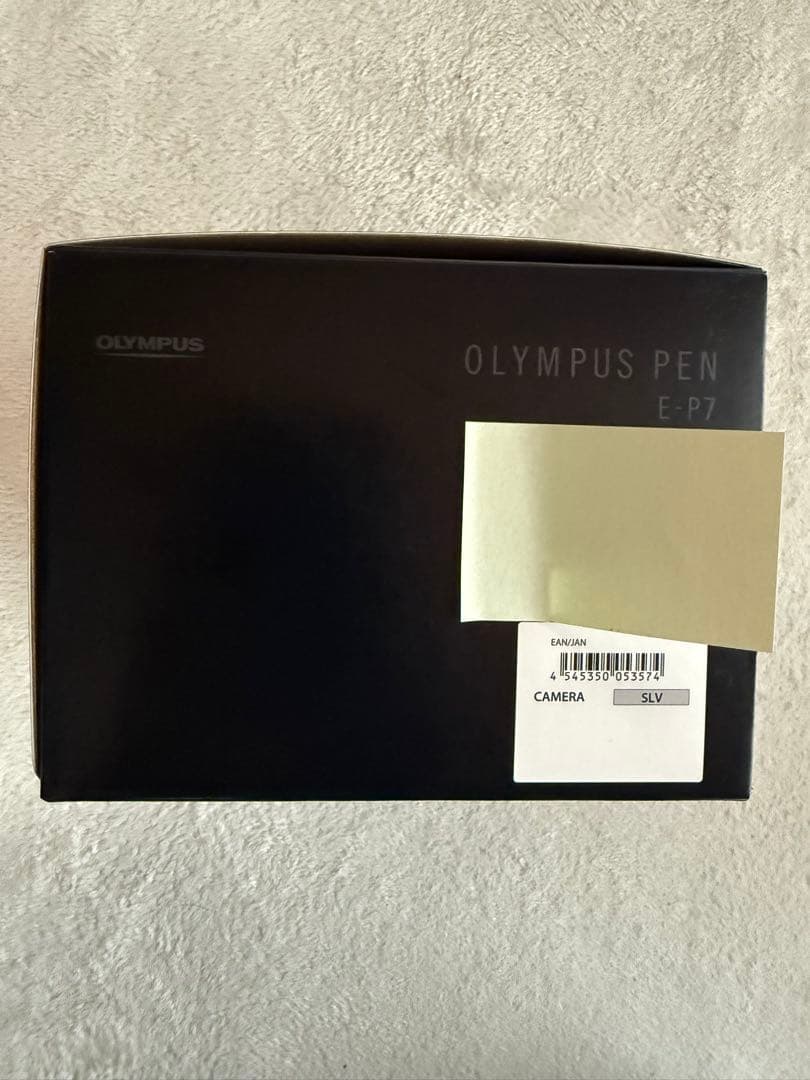 OLYMPUS
OLYMPUS PEN
E-P7
EAN/JAN
4 545350 053574
CAMERA SLV